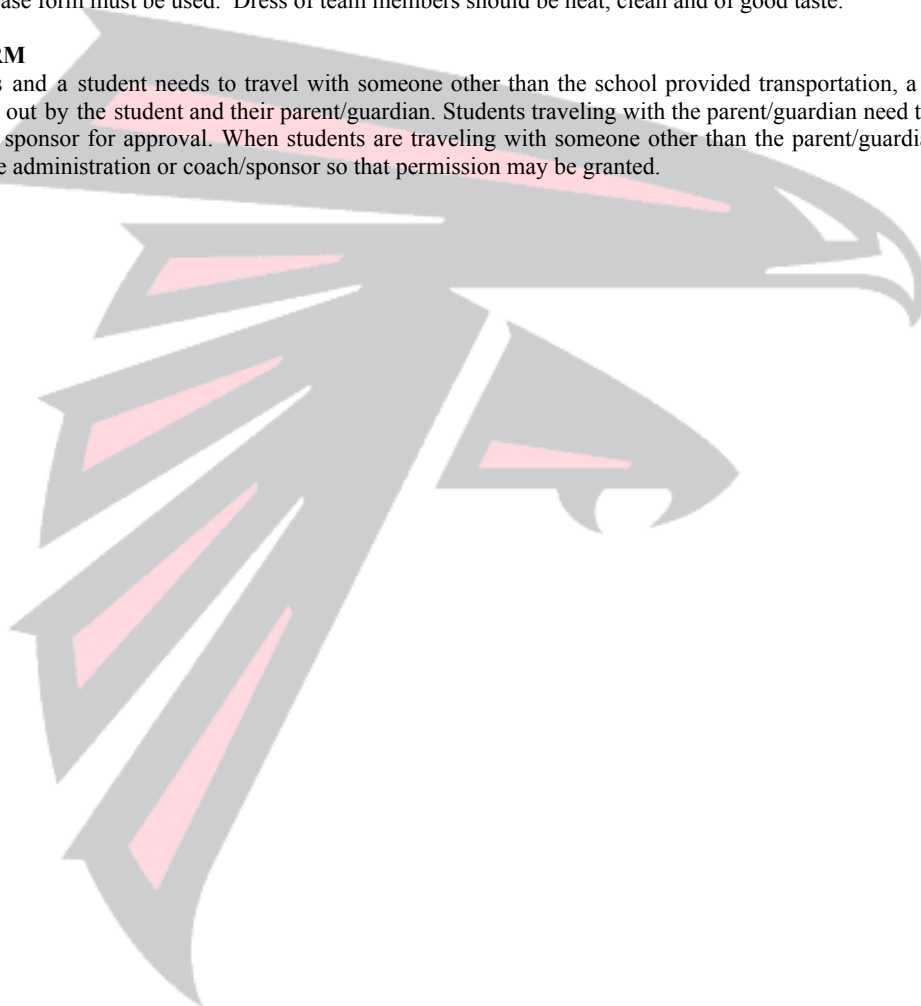 ase form must be used. Dress of team members should be neat, clean and of good taste.
RM
s and a student needs to travel with someone other than the school provided transportation, a
out by the student and their parent/guardian. Students traveling with the parent/guardian need t
sponsor for approval. When students are traveling with someone other than the parent/guardia
e administration or coach/sponsor so that permission may be granted.